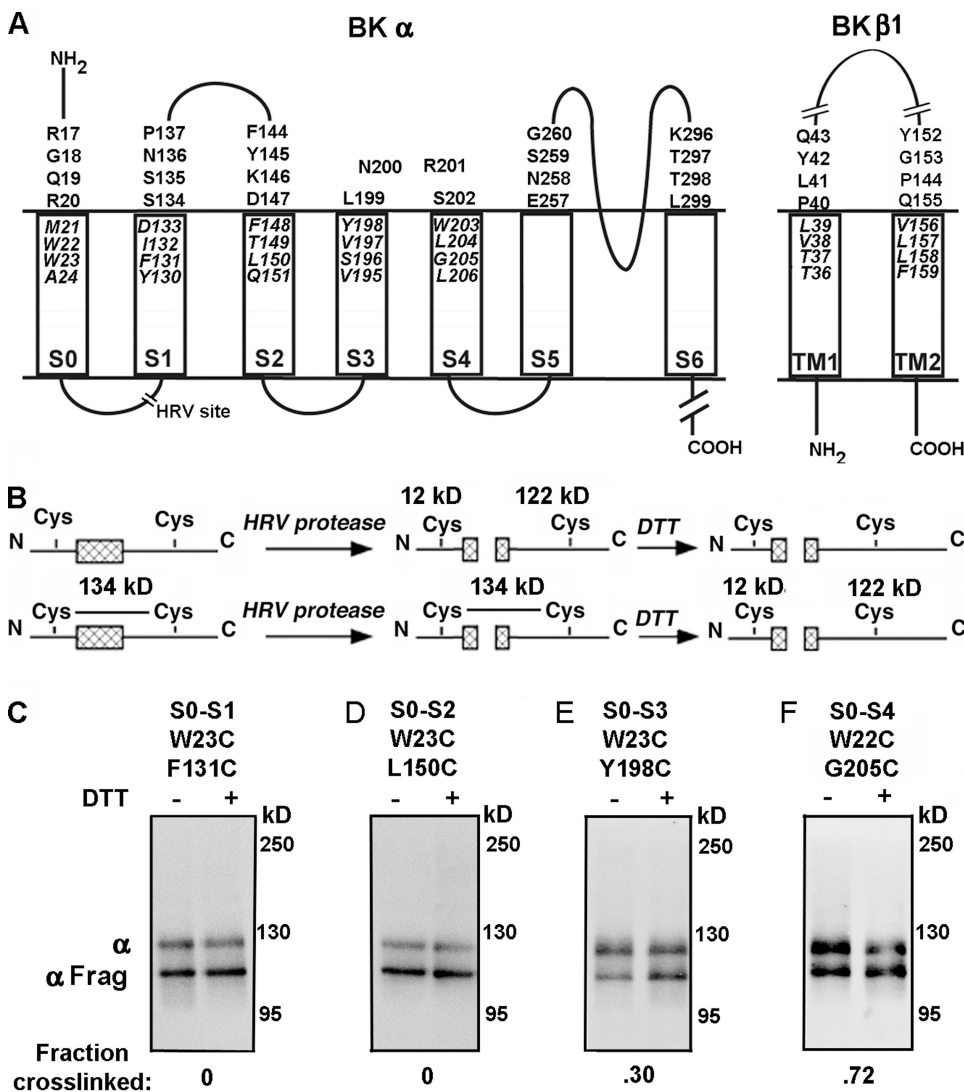 A
BK α
BK β1
NH2
R17 P137 F144 G260 K296 Q43 Y152
G18 N136 Y145 N200 R201 S259 T297 Y42 G153
Q19 S135 K146 N258 T298 L41 P144
R20 S134 D147 L199 S202 E257 L299 P40 Q155
M21 D133 F148 Y198 W203 L39 V156
W22 I132 T149 V197 L204 V38 L157
W23 F131 L150 S196 G205 T37 L158
A24 Y130 Q151 V195 L206 T36 F159
S0 S1 S2 S3 S4 S5 S6 TM1 TM2
HRV site
COOH NH2 COOH
B
12 kD 122 kD
Cys Cys HRV protease Cys Cys DTT Cys Cys
N C N C N C
134 kD 134 kD 12 kD 122 kD
Cys Cys HRV protease Cys Cys DTT Cys Cys
N C N C N C
C S0-S1 D S0-S2 E S0-S3 F S0-S4
W23C W23C W23C W22C
F131C L150C Y198C G205C
DTT - + kD - + kD - + kD - + kD
250 250 250 250
α 130 130 130 130
α Frag
95 95 95 95
Fraction
crosslinked: 0 0 .30 .72